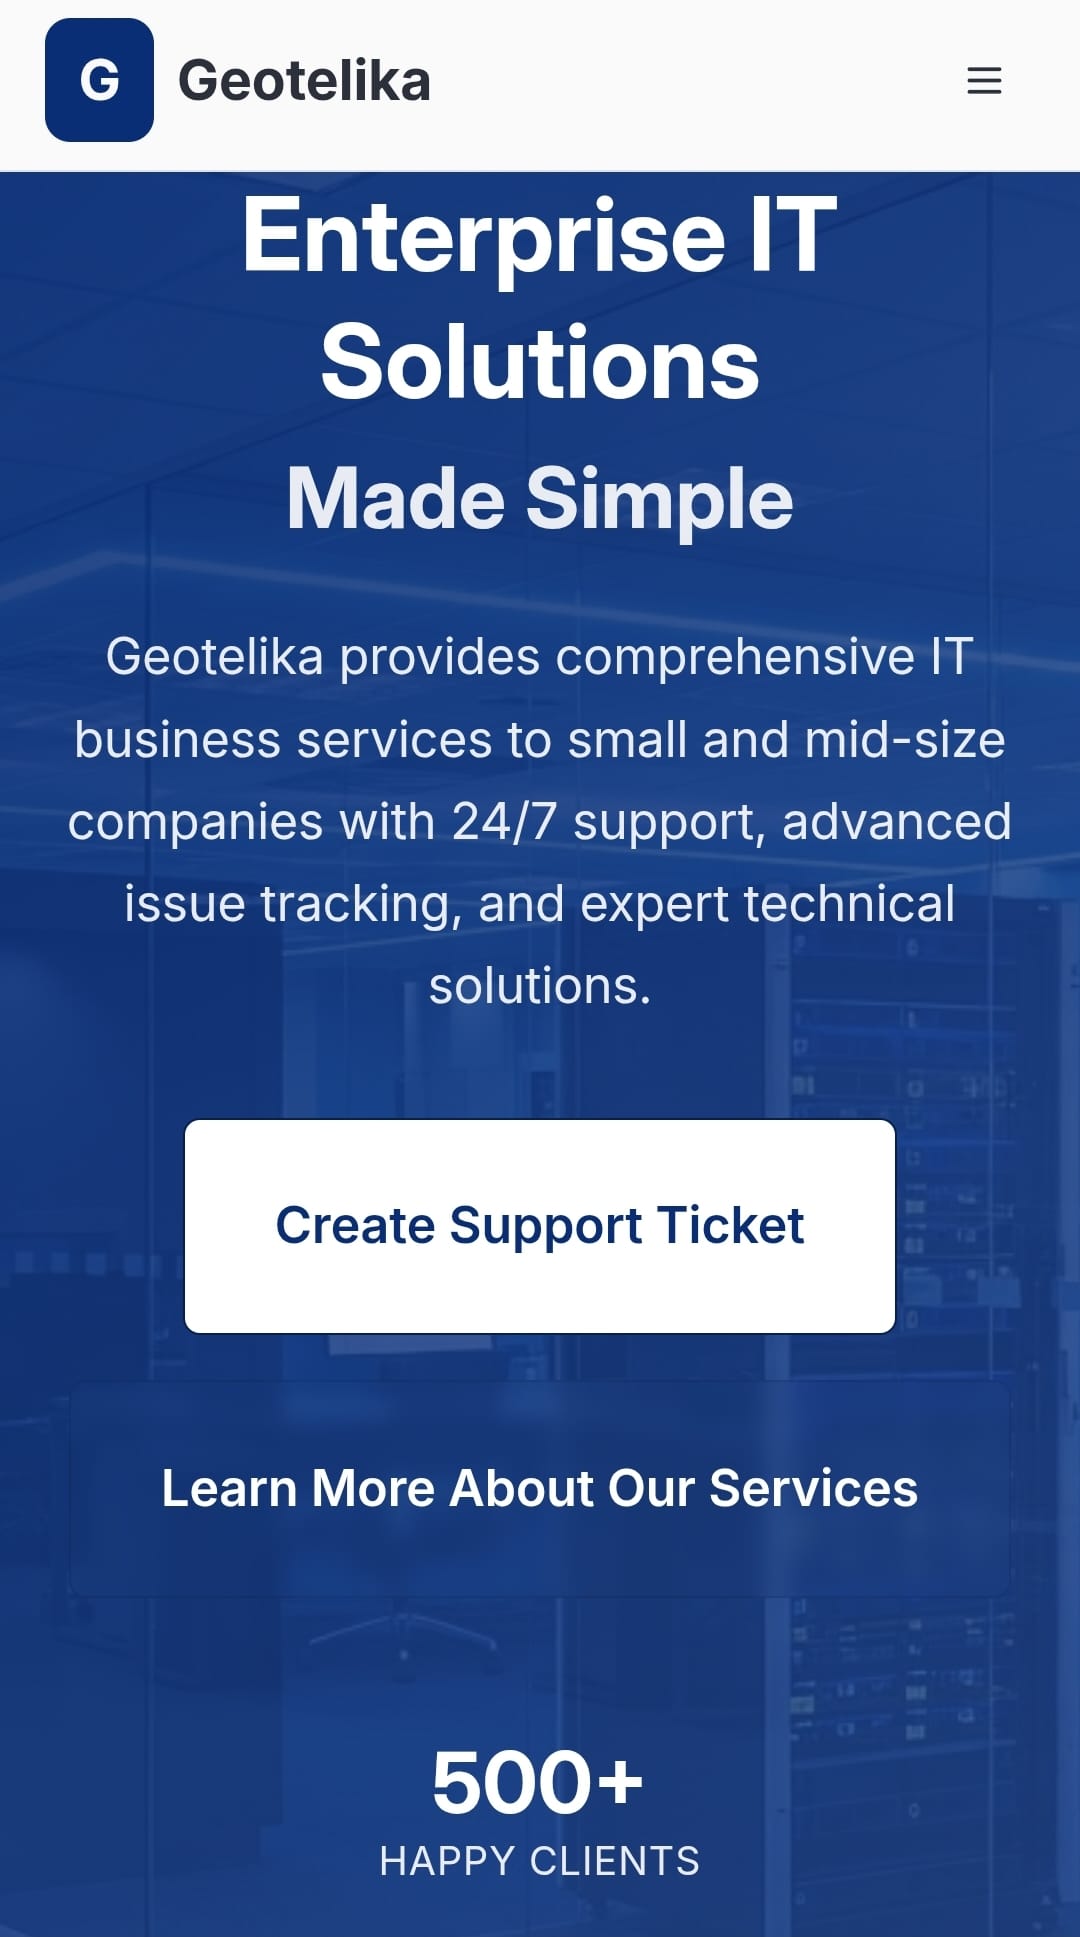 G
Geotelika
Enterprise IT
Solutions
Made Simple
Geotelika provides comprehensive IT
business services to small and mid-size
companies with 24/7 support, advanced
issue tracking, and expert technical
solutions.
Create Support Ticket
Learn More About Our Services
500+
HAPPY CLIENTS